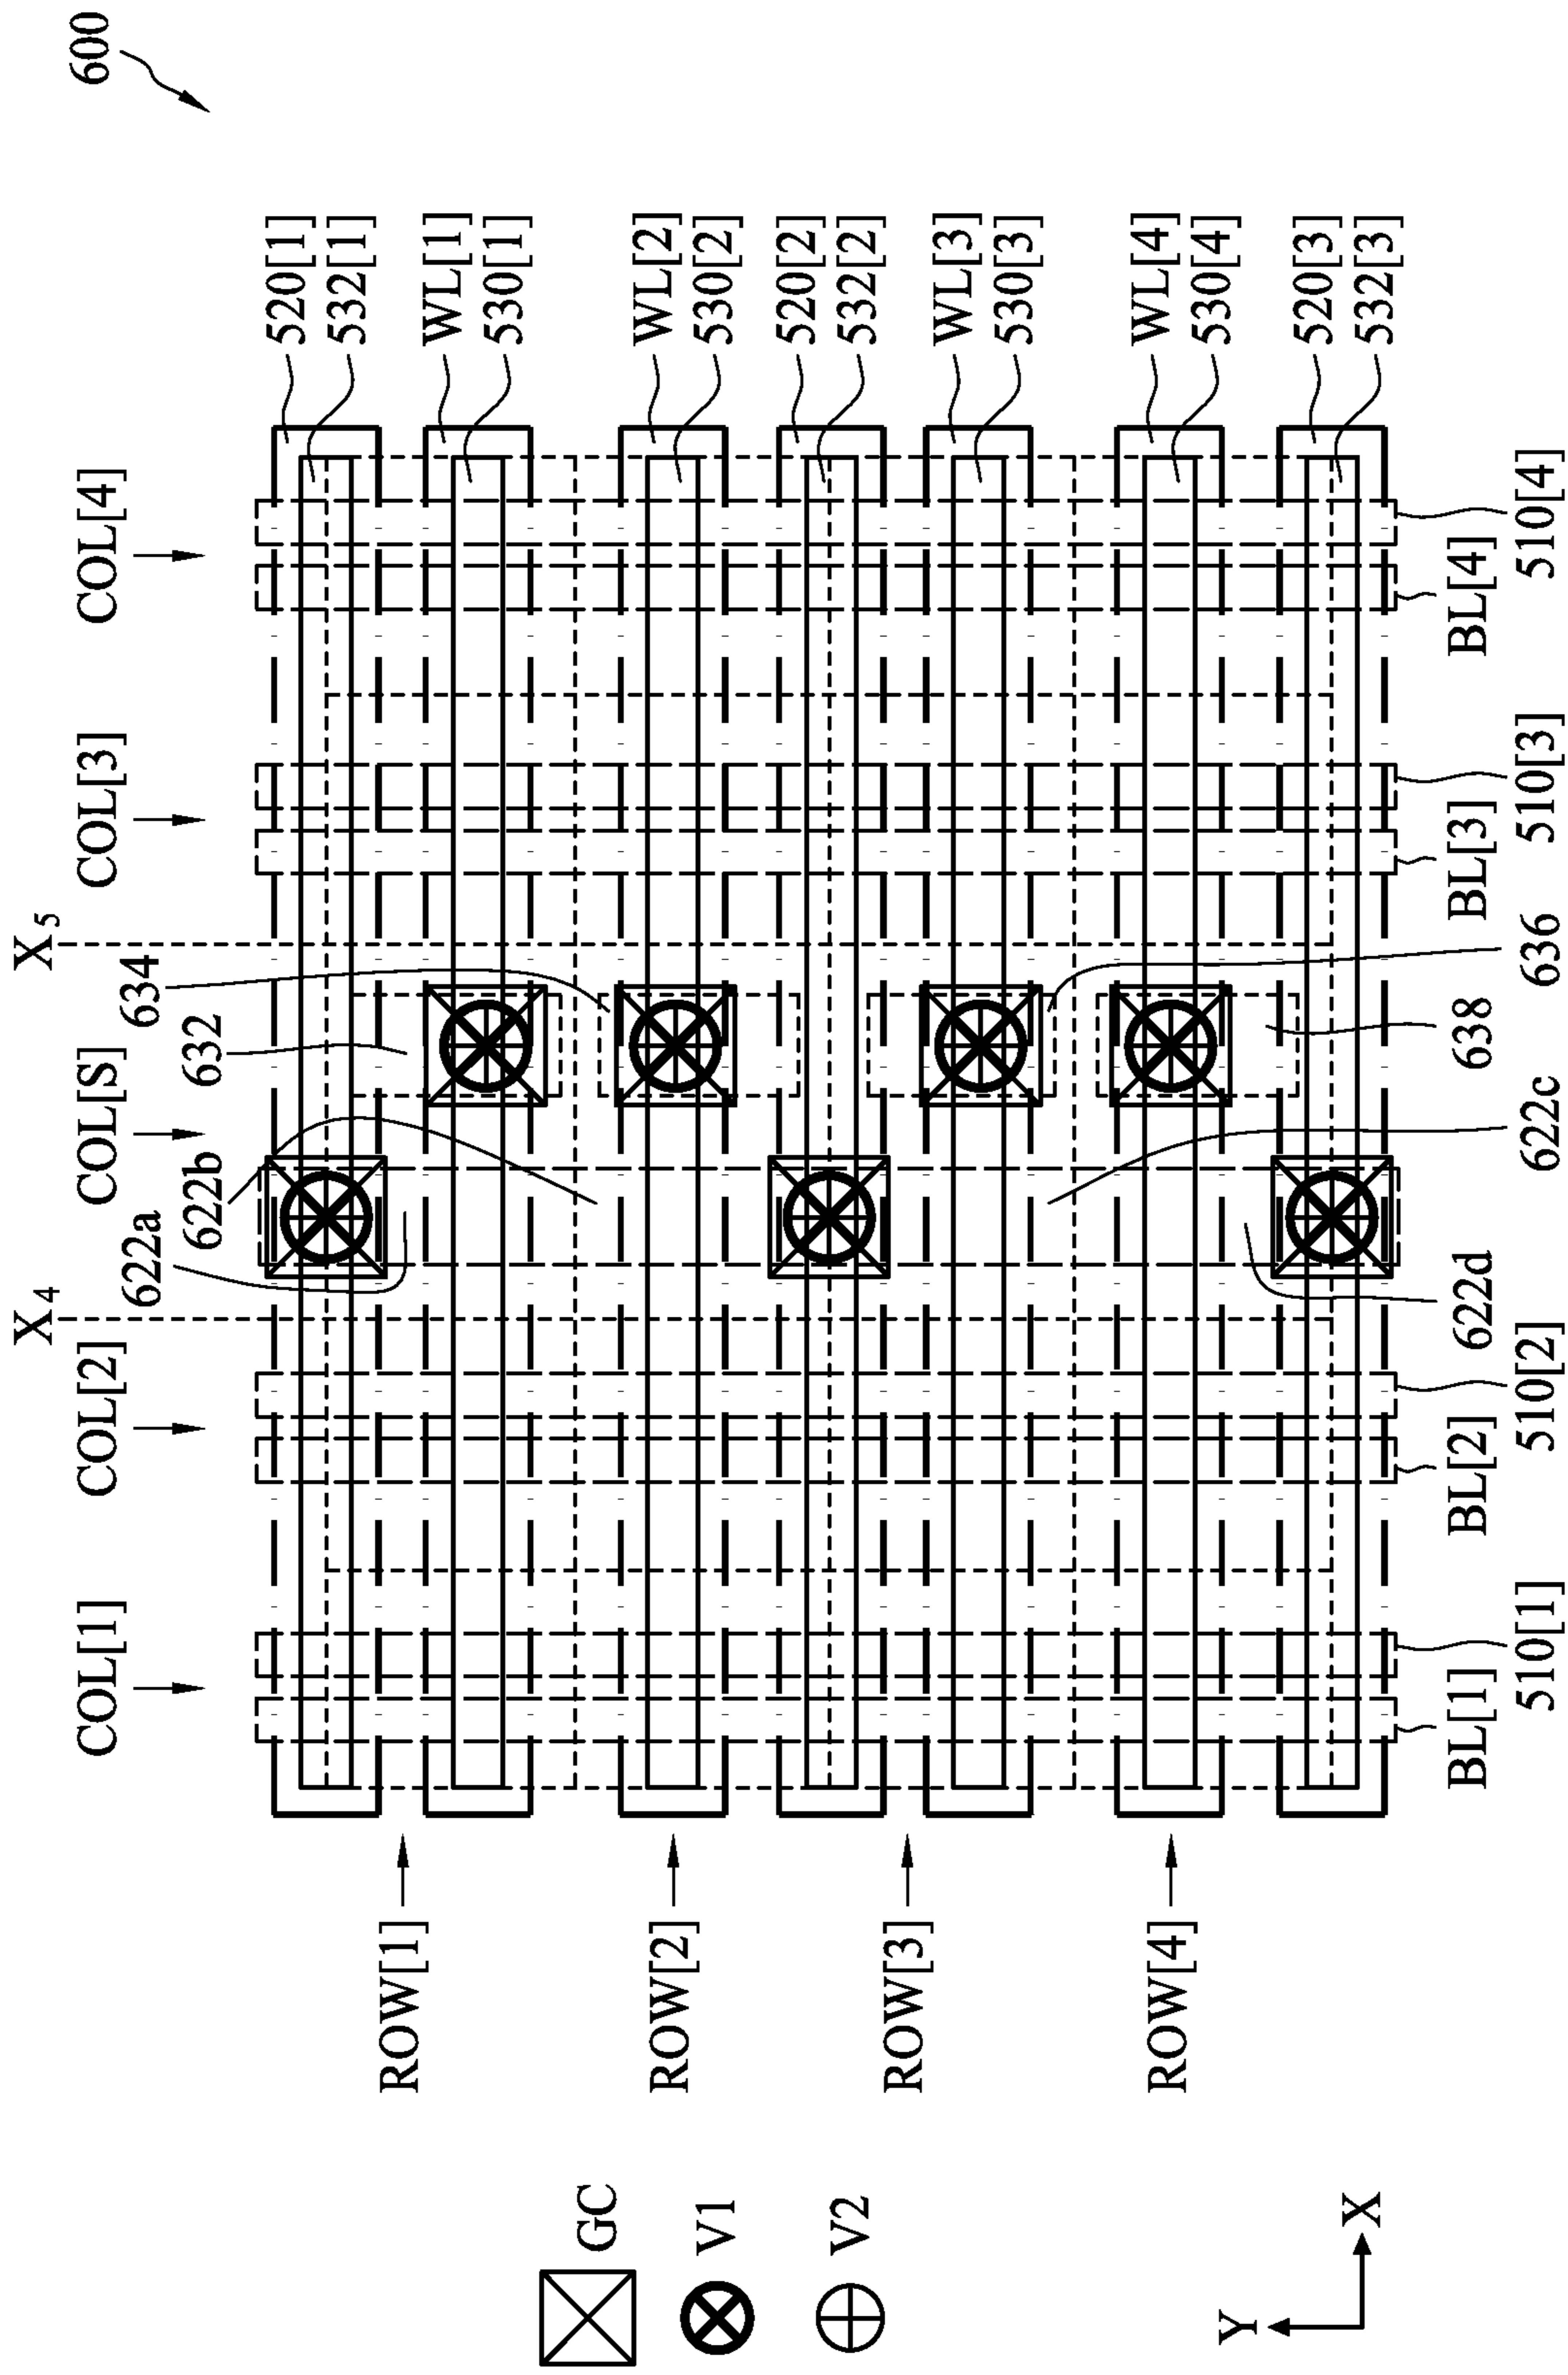 600
COL[1]
COL[2]
COL[S]
COL[3]
COL[4]
X4
X5
622a
622b
632
634
520[1]
532[1]
WL[1]
530[1]
WL[2]
530[2]
520[2]
532[2]
WL[3]
530[3]
WL[4]
530[4]
520[3]
532[3]
ROW[1]
ROW[2]
ROW[3]
ROW[4]
BL[1]
510[1]
BL[2]
510[2]
622d
622c
638
636
BL[3]
510[3]
BL[4]
510[4]
GC
V1
V2
Y
X